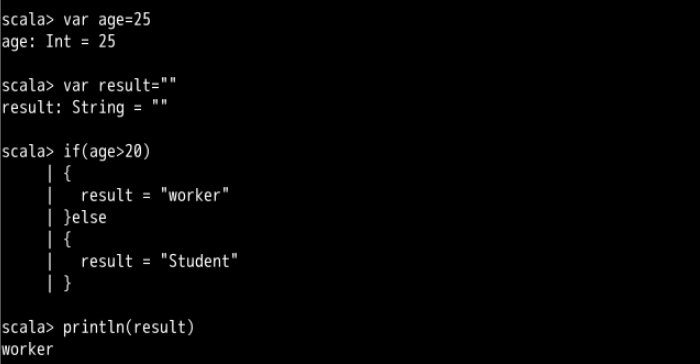 scala> var age=25
age: Int = 25
scala> var result=""
result: String = ""
scala> if(age>20)
     | {
     |   result = "worker"
     | }else
     | {
     |   result = "Student"
     | }
scala> println(result)
worker